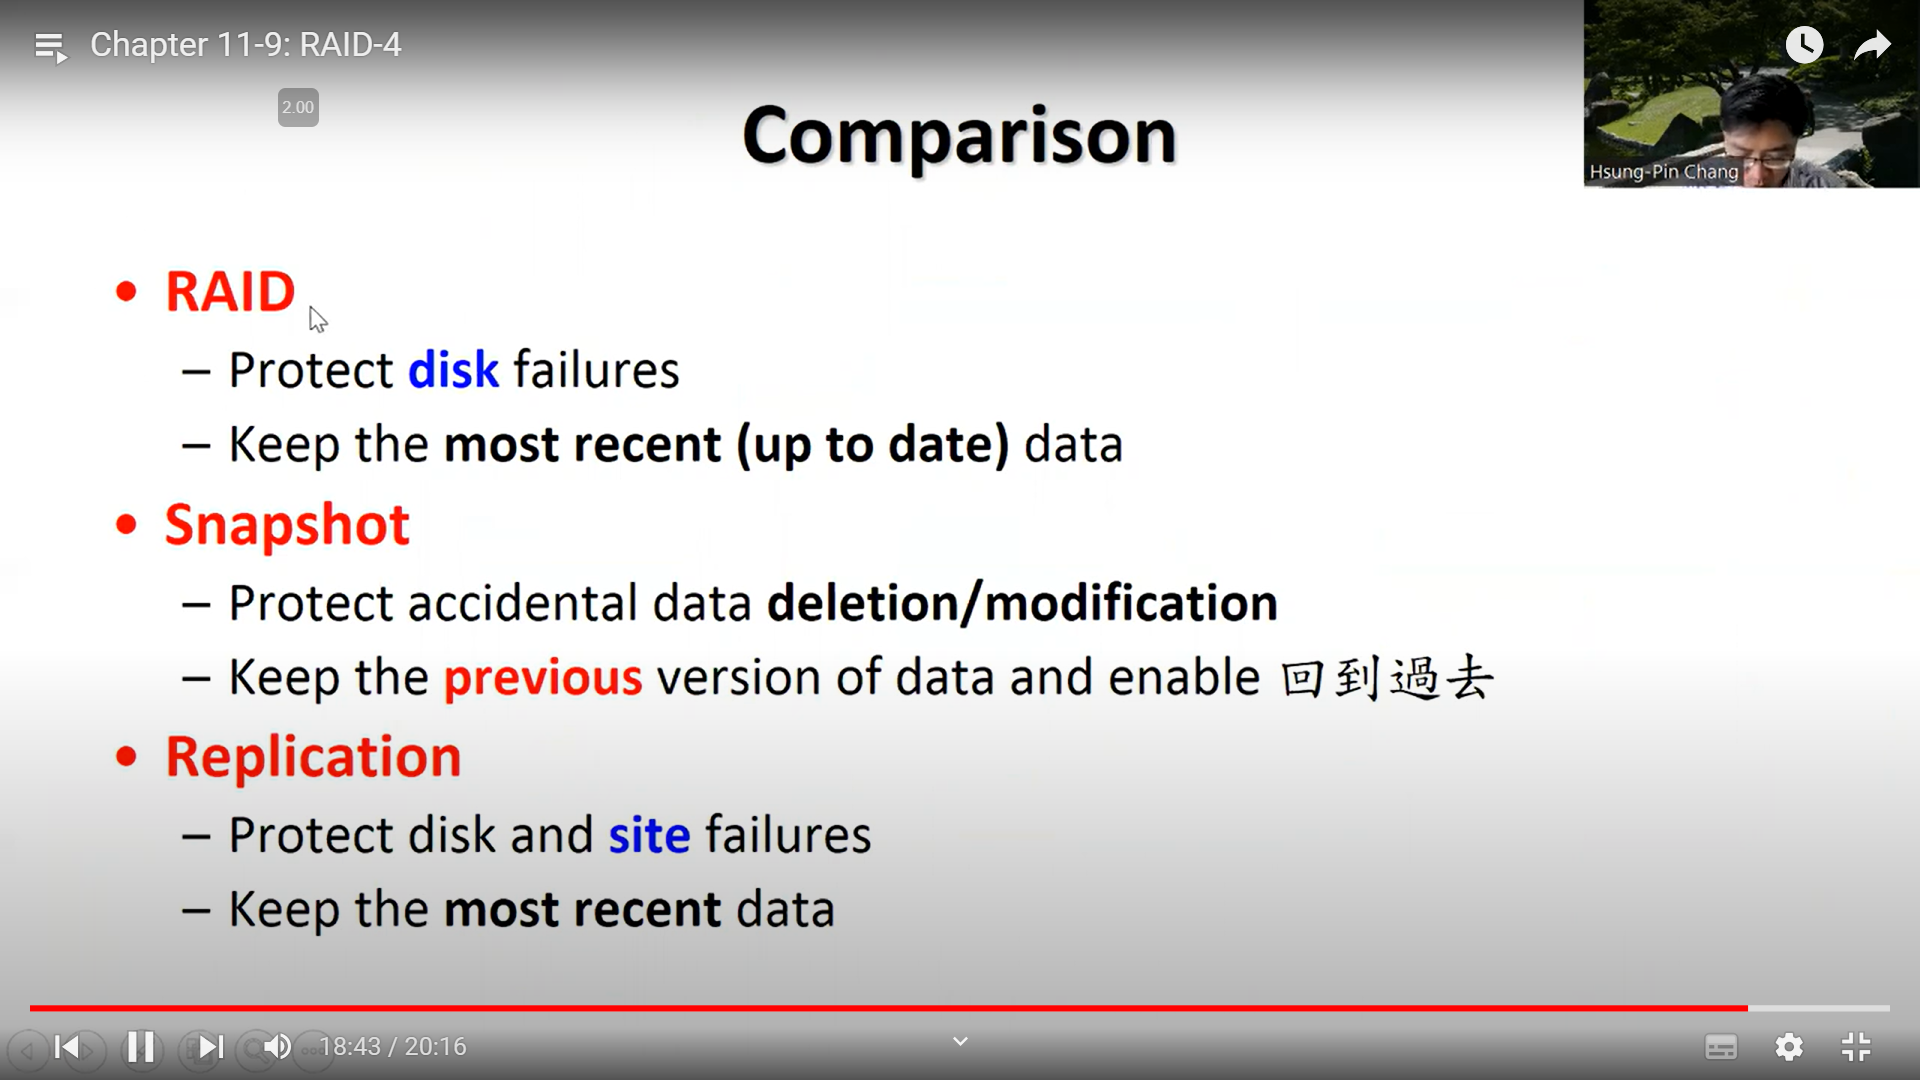 Chapter 11-9: RAID-4
2.00
Comparison
Hsung-Pin Chang
• RAID
– Protect disk failures
– Keep the most recent (up to date) data
• Snapshot
– Protect accidental data deletion/modification
– Keep the previous version of data and enable 回到過去
• Replication
– Protect disk and site failures
– Keep the most recent data
18:43 / 20:16